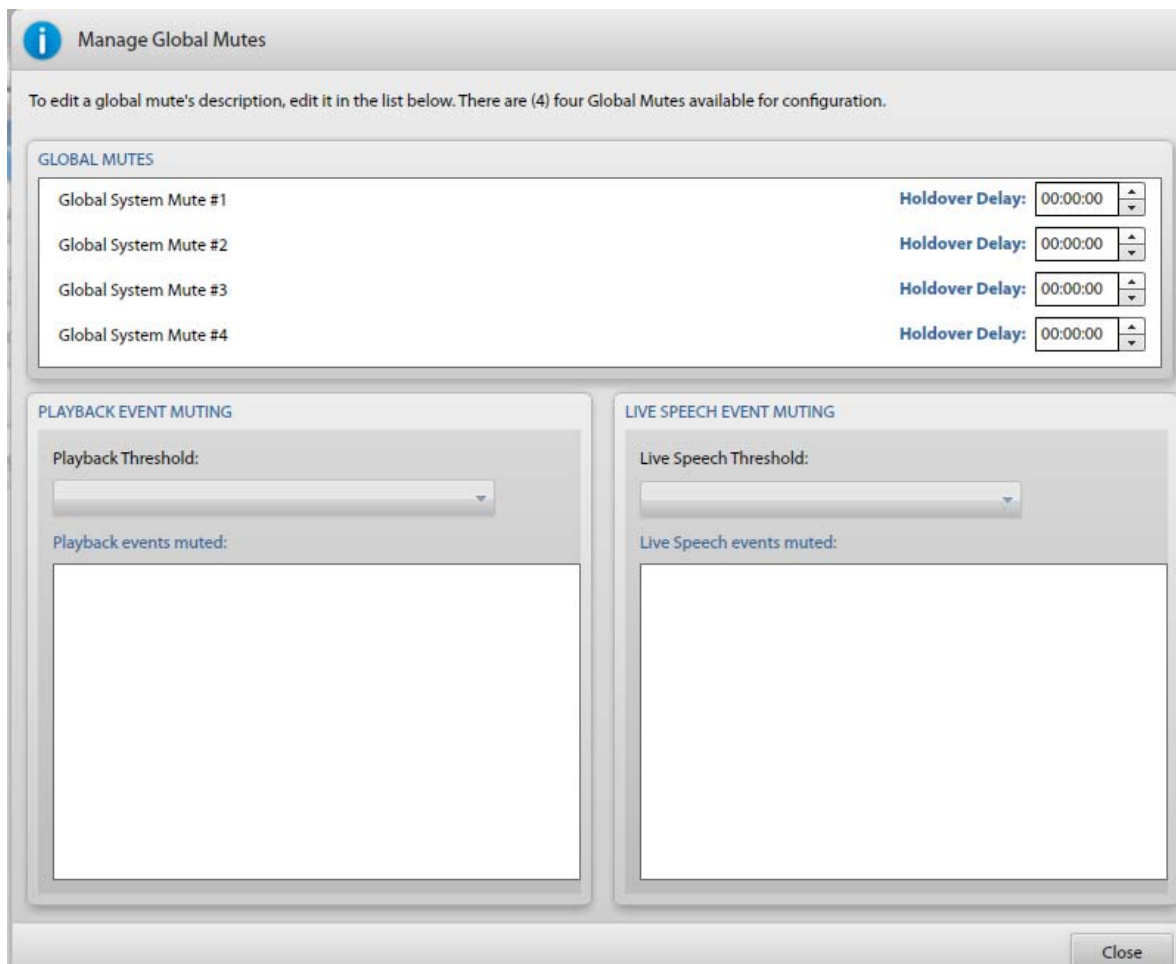 Manage Global Mutes
To edit a global mute's description, edit it in the list below. There are (4) four Global Mutes available for configuration.
GLOBAL MUTES
Global System Mute #1 Holdover Delay: 00:00:00
Global System Mute #2 Holdover Delay: 00:00:00
Global System Mute #3 Holdover Delay: 00:00:00
Global System Mute #4 Holdover Delay: 00:00:00
PLAYBACK EVENT MUTING
Playback Threshold:
Playback events muted:
LIVE SPEECH EVENT MUTING
Live Speech Threshold:
Live Speech events muted:
Close